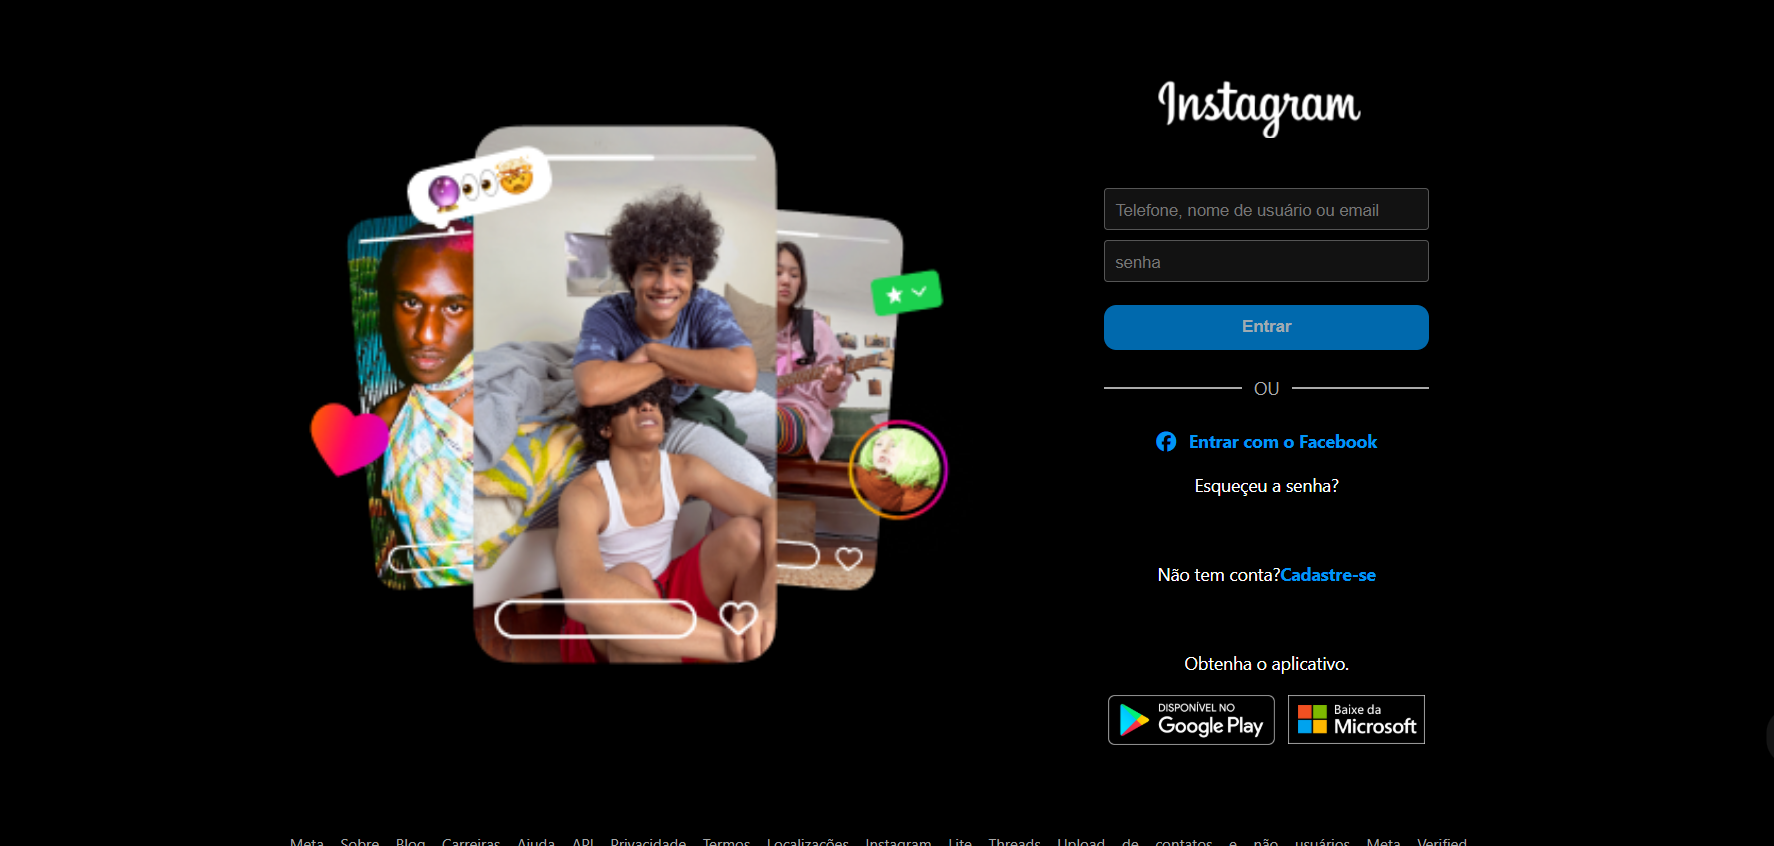 Instagram
Telefone, nome de usuário ou email
senha
Entrar
OU
Entrar com o Facebook
Esqueçeu a senha?
Não tem conta?Cadastre-se
Obtenha o aplicativo.
DISPONÍVEL NO
Google Play
Baixe da
Microsoft
Meta Sobre Blog Carreiras Ajuda API Privacidade Termos Localizações Instagram Lite Threads Upload de contatos e não usuários Meta Verified